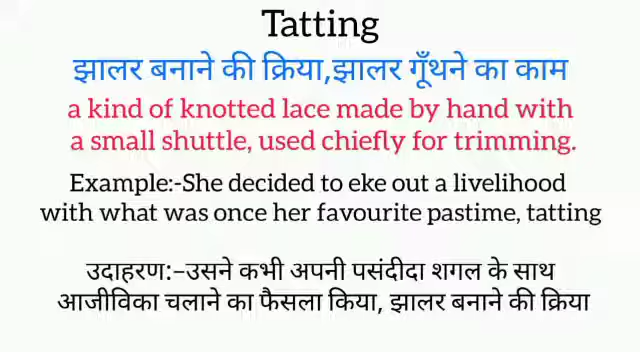 Tatting
झालर बनाने की क्रिया,झालर गूँथने का काम
a kind of knotted lace made by hand with
a small shuttle, used chiefly for trimming.
Example:-She decided to eke out a livelihood
with what was once her favourite pastime, tatting
उदाहरण:–उसने कभी अपनी पसंदीदा शगल के साथ
आजीविका चलाने का फैसला किया, झालर बनाने की क्रिया